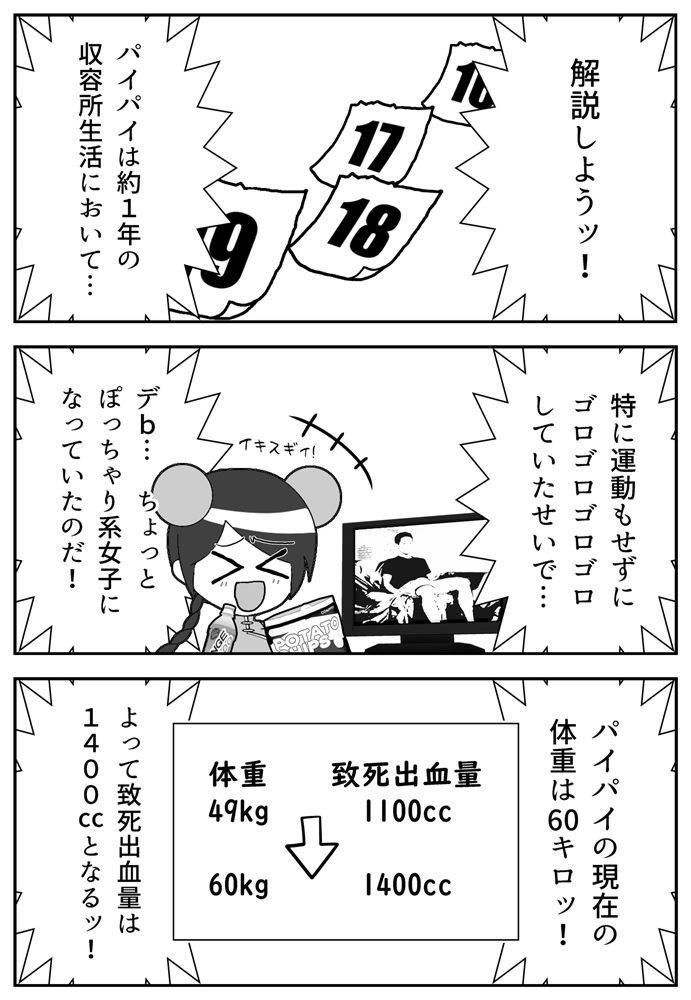 解説しようッ!
16
17
18
9
パイパイは約1年の
収容所生活において…
特に運動もせずに
ゴロゴロゴロゴロ
していたせいで…
イキスギィ!
POTATO
CHIPS
デb… ちょっと
ぽっちゃり系女子に
なっていたのだ!
パイパイの現在の
体重は60キロッ!
体重 致死出血量
49kg 1100cc
60kg 1400cc
よって致死出血量は
1400ccとなるッ!